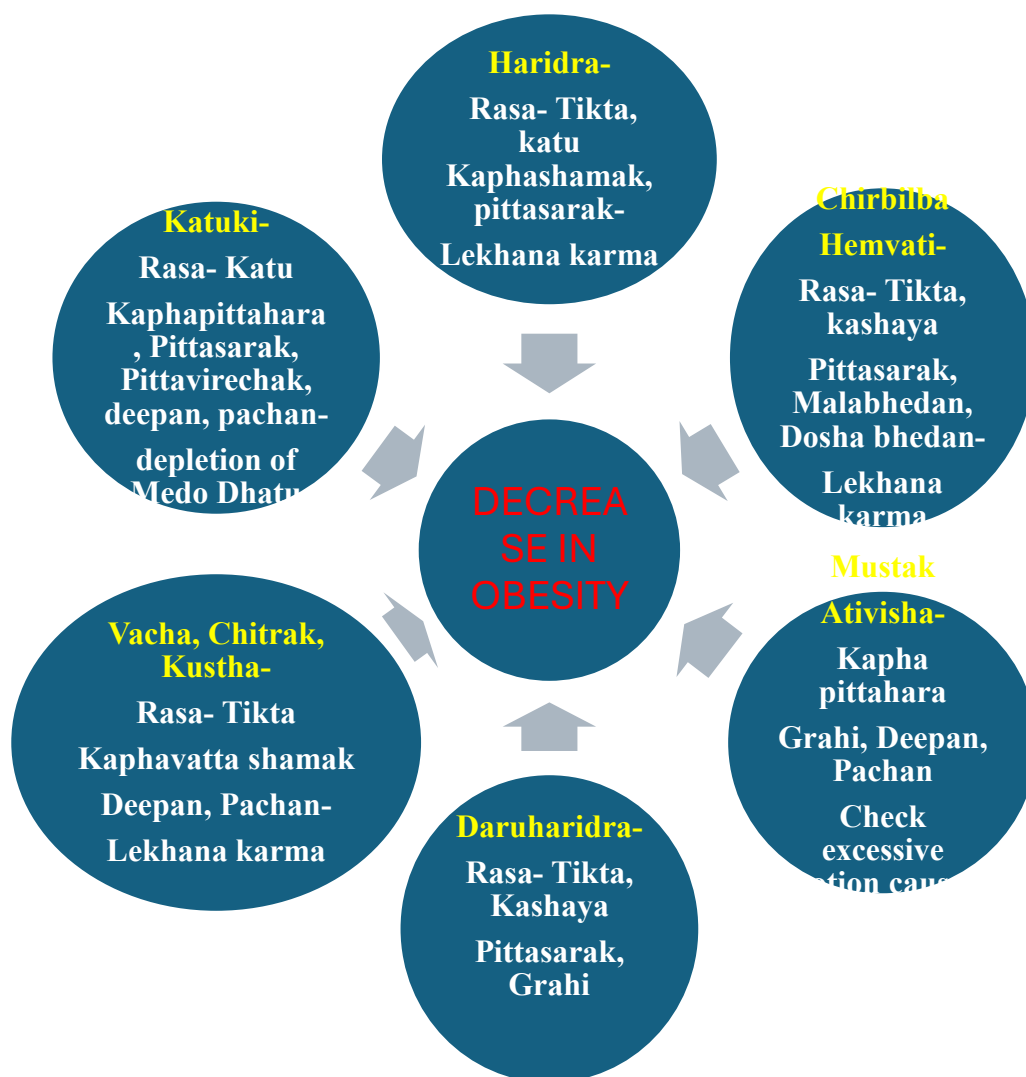 Haridra-
Rasa- Tikta,
katu
Kaphashamak,
pittasarak-
Lekhana karma
Chirbilba
Hemvati-
Rasa- Tikta,
kashaya
Pittasarak,
Malabhedan,
Dosha bhedan-
Lekhana
karma
Mustak
Ativisha-
Kapha
pittahara
Grahi, Deepan,
Pachan
Check
excessive
Daruharidra-
Rasa- Tikta,
Kashaya
Pittasarak,
Grahi
Vacha, Chitrak,
Kustha-
Rasa- Tikta
Kaphavatta shamak
Deepan, Pachan-
Lekhana karma
Katuki-
Rasa- Katu
Kaphapittahara
, Pittasarak,
Pittavirechak,
deepan, pachan-
depletion of
Medo Dhatu
DECREA
SE IN
OBESITY